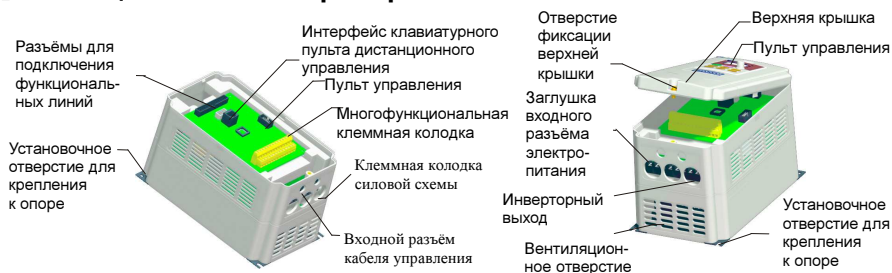 Разъёмы для
подключения
функциональ-
ных линий
Установочное
отверстие для
крепления
к опоре
Интерфейс клавиатурного
пульта дистанционного
управления
Пульт управления
Многофункциональная
клеммная колодка
Клеммная колодка
силовой схемы
Входной разъём
кабеля управления
Отверстие
фиксации
верхней
крышки
Заглушка
входного
разъёма
электро-
питания
Инверторный
выход
Вентиляцион-
ное отверстие
Верхняя крышка
Пульт управления
Установочное
отверстие для
крепления
к опоре